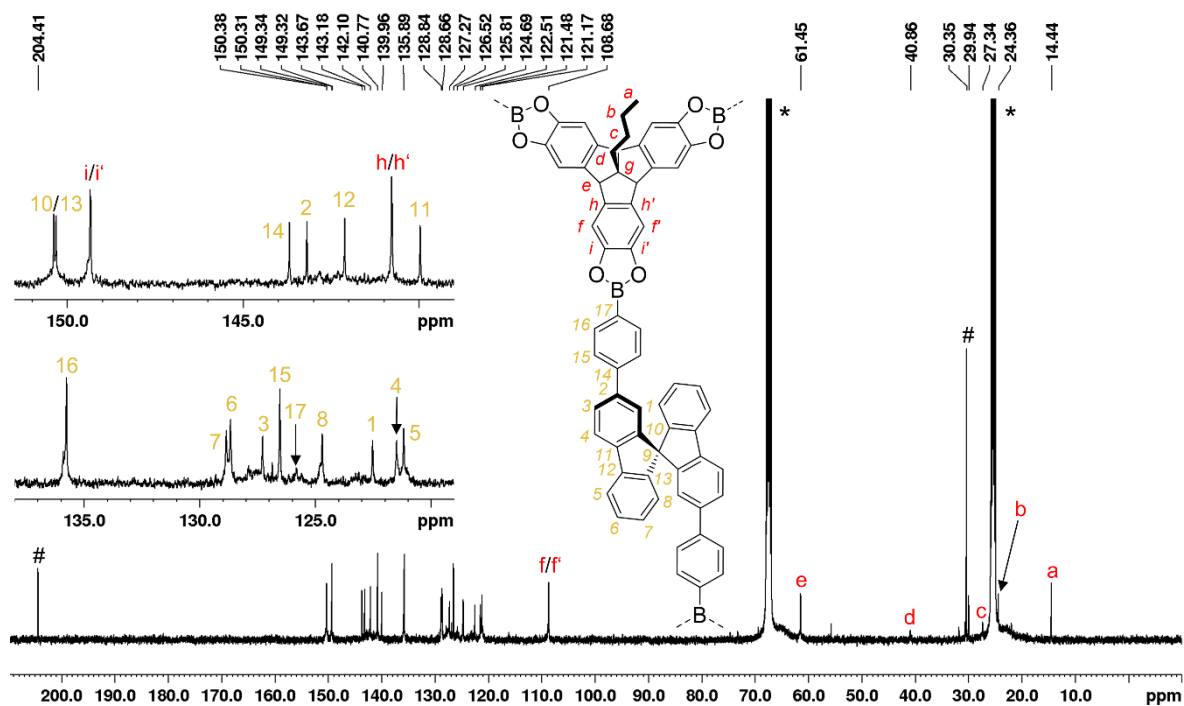 204.41
150.38
150.31
149.34
149.32
143.67
143.18
142.10
140.77
139.96
135.89
128.84
128.66
127.27
126.52
125.81
124.69
122.51
121.48
121.17
108.68
61.45
40.86
30.35
29.94
27.34
24.36
14.44
i/i'
h/h'
10/13
14
2
12
11
150.0 145.0 ppm
16
7
6
3
15
17
8
1
4
5
135.0 130.0 125.0 ppm
a
b
c
d
g
e
h h'
f f'
i i'
B O O
O O B
O O
B
17
16
15
14
2
3 1
4 10
11 9
12 13
5 8
6 7
B
* *
# #
f/f'
e
d
c
b
a
200.0 190.0 180.0 170.0 160.0 150.0 140.0 130.0 120.0 110.0 100.0 90.0 80.0 70.0 60.0 50.0 40.0 30.0 20.0 10.0 ppm